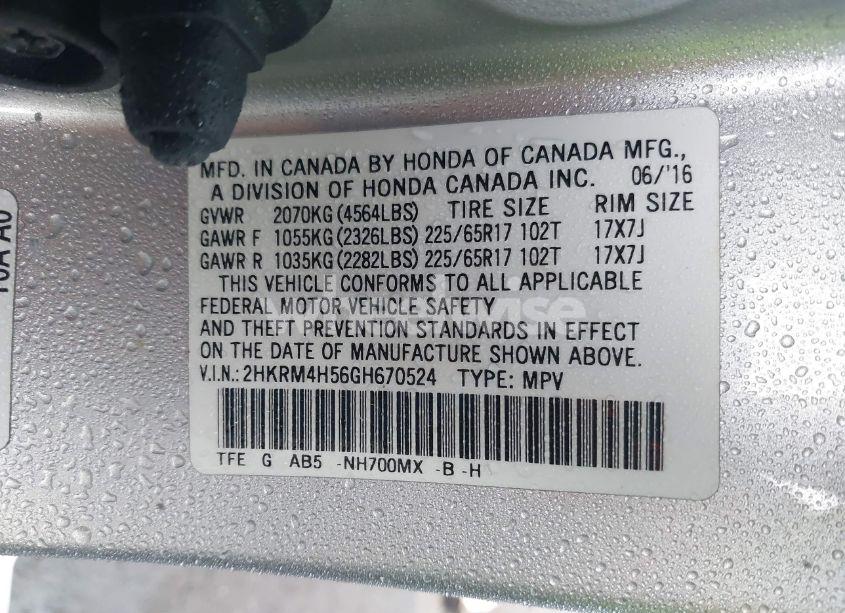 MFD. IN CANADA BY HONDA OF CANADA MFG.,
A DIVISION OF HONDA CANADA INC. 06/'16
GVWR 2070KG(4564LBS) TIRE SIZE RIM SIZE
GAWR F 1055KG(2326LBS) 225/65R17 102T 17X7J
GAWR R 1035KG(2282LBS) 225/65R17 102T 17X7J
THIS VEHICLE CONFORMS TO ALL APPLICABLE
FEDERAL MOTOR VEHICLE SAFETY
AND THEFT PREVENTION STANDARDS IN EFFECT
ON THE DATE OF MANUFACTURE SHOWN ABOVE.
V.I.N.: 2HKRM4H56GH670524 TYPE: MPV
TFE G AB5 -NH700MX -B -H